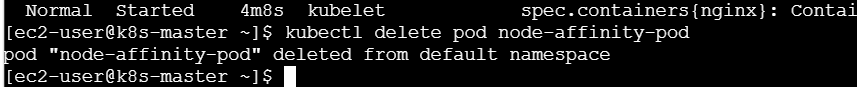 Normal  Started    4m8s  kubelet            spec.containers{nginx}: Contai
[ec2-user@k8s-master ~]$ kubectl delete pod node-affinity-pod
pod "node-affinity-pod" deleted from default namespace
[ec2-user@k8s-master ~]$